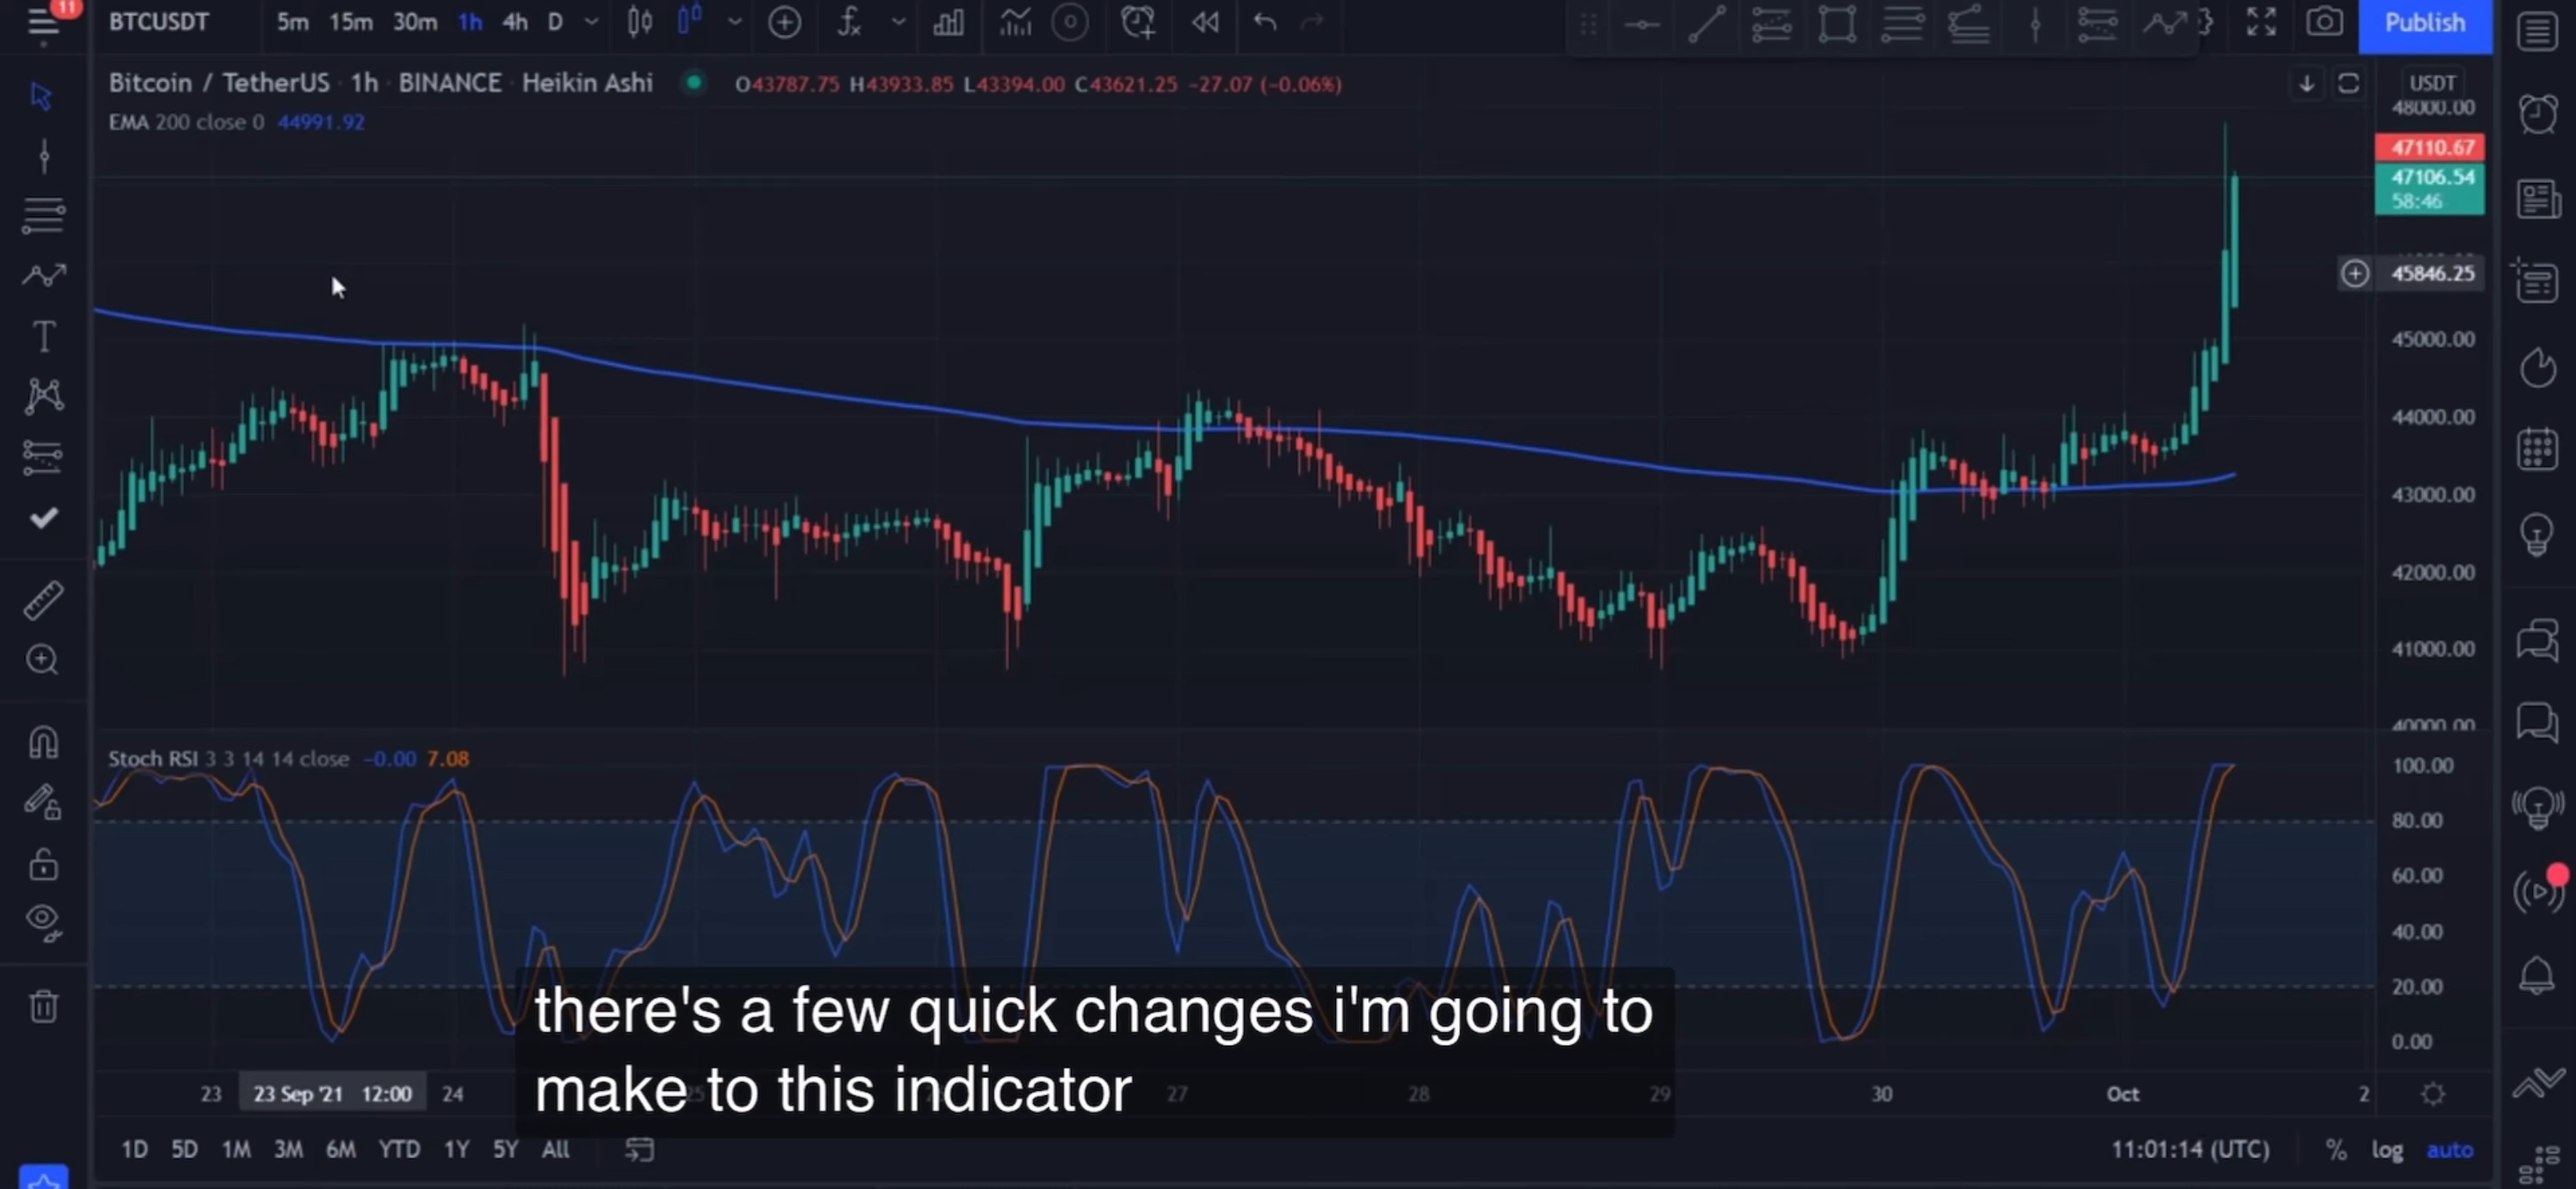 11
BTCUSDT 5m 15m 30m 1h 4h D Publish
Bitcoin / TetherUS · 1h · BINANCE · Heikin Ashi O43787.75 H43933.85 L43394.00 C43621.25 -27.07 (-0.06%) USDT
EMA 200 close 0 44991.92
48000.00
47110.67
47106.54
58:46
45846.25
45000.00
44000.00
43000.00
42000.00
41000.00
40000.00
Stoch RSI 3 3 14 14 close -0.00 7.08
100.00
80.00
60.00
40.00
20.00
0.00
there's a few quick changes i'm going to
make to this indicator
23 23 Sep '21 12:00 24 25 27 28 29 30 Oct 2
1D 5D 1M 3M 6M YTD 1Y 5Y All 11:01:14 (UTC) % log auto